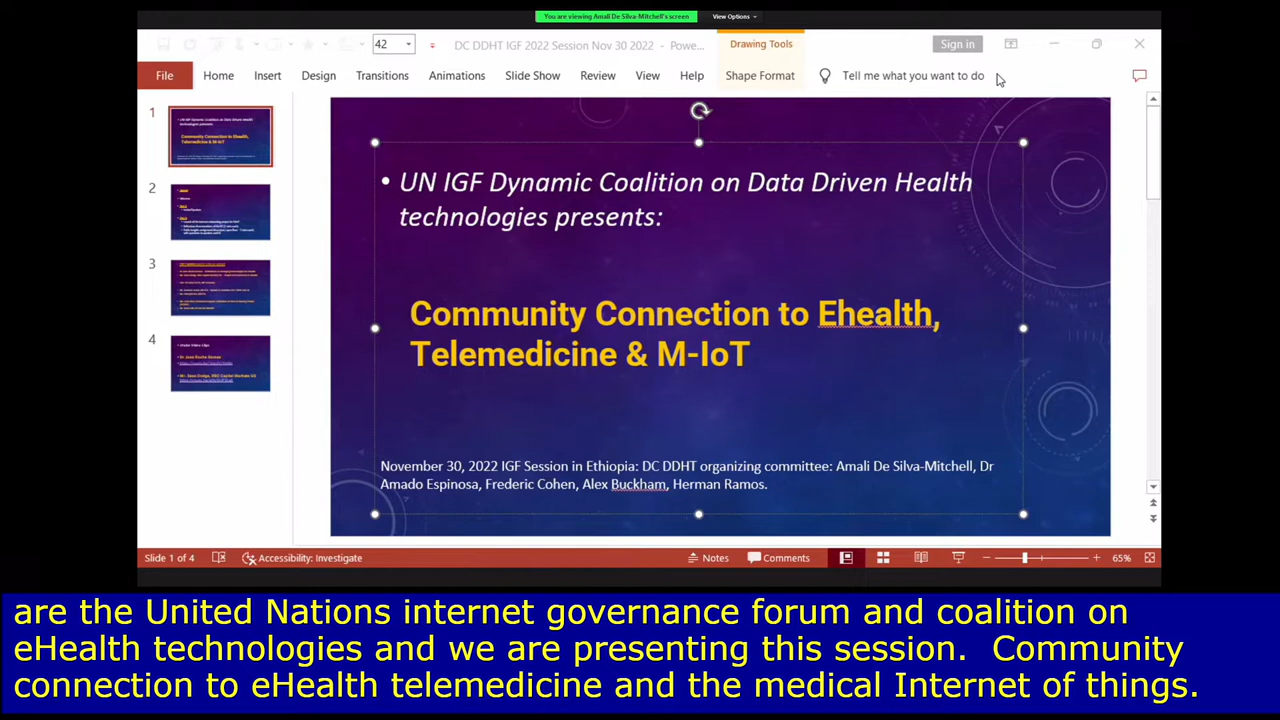 You are viewing Amali De Silva-Mitchell's screen
View Options
42
DC DDHT IGF 2022 Session Nov 30 2022 - Powe...
Drawing Tools
Sign in
File Home Insert Design Transitions Animations Slide Show Review View Help Shape Format Tell me what you want to do
1
2
3
4
• UN IGF Dynamic Coalition on Data Driven Health
technologies presents:
Community Connection to Ehealth,
Telemedicine & M-IoT
November 30, 2022 IGF Session in Ethiopia: DC DDHT organizing committee: Amali De Silva-Mitchell, Dr
Amado Espinosa, Frederic Cohen, Alex Buckham, Herman Ramos.
Slide 1 of 4 Accessibility: Investigate Notes Comments 65%
are the United Nations internet governance forum and coalition on
eHealth technologies and we are presenting this session. Community
connection to eHealth telemedicine and the medical Internet of things.